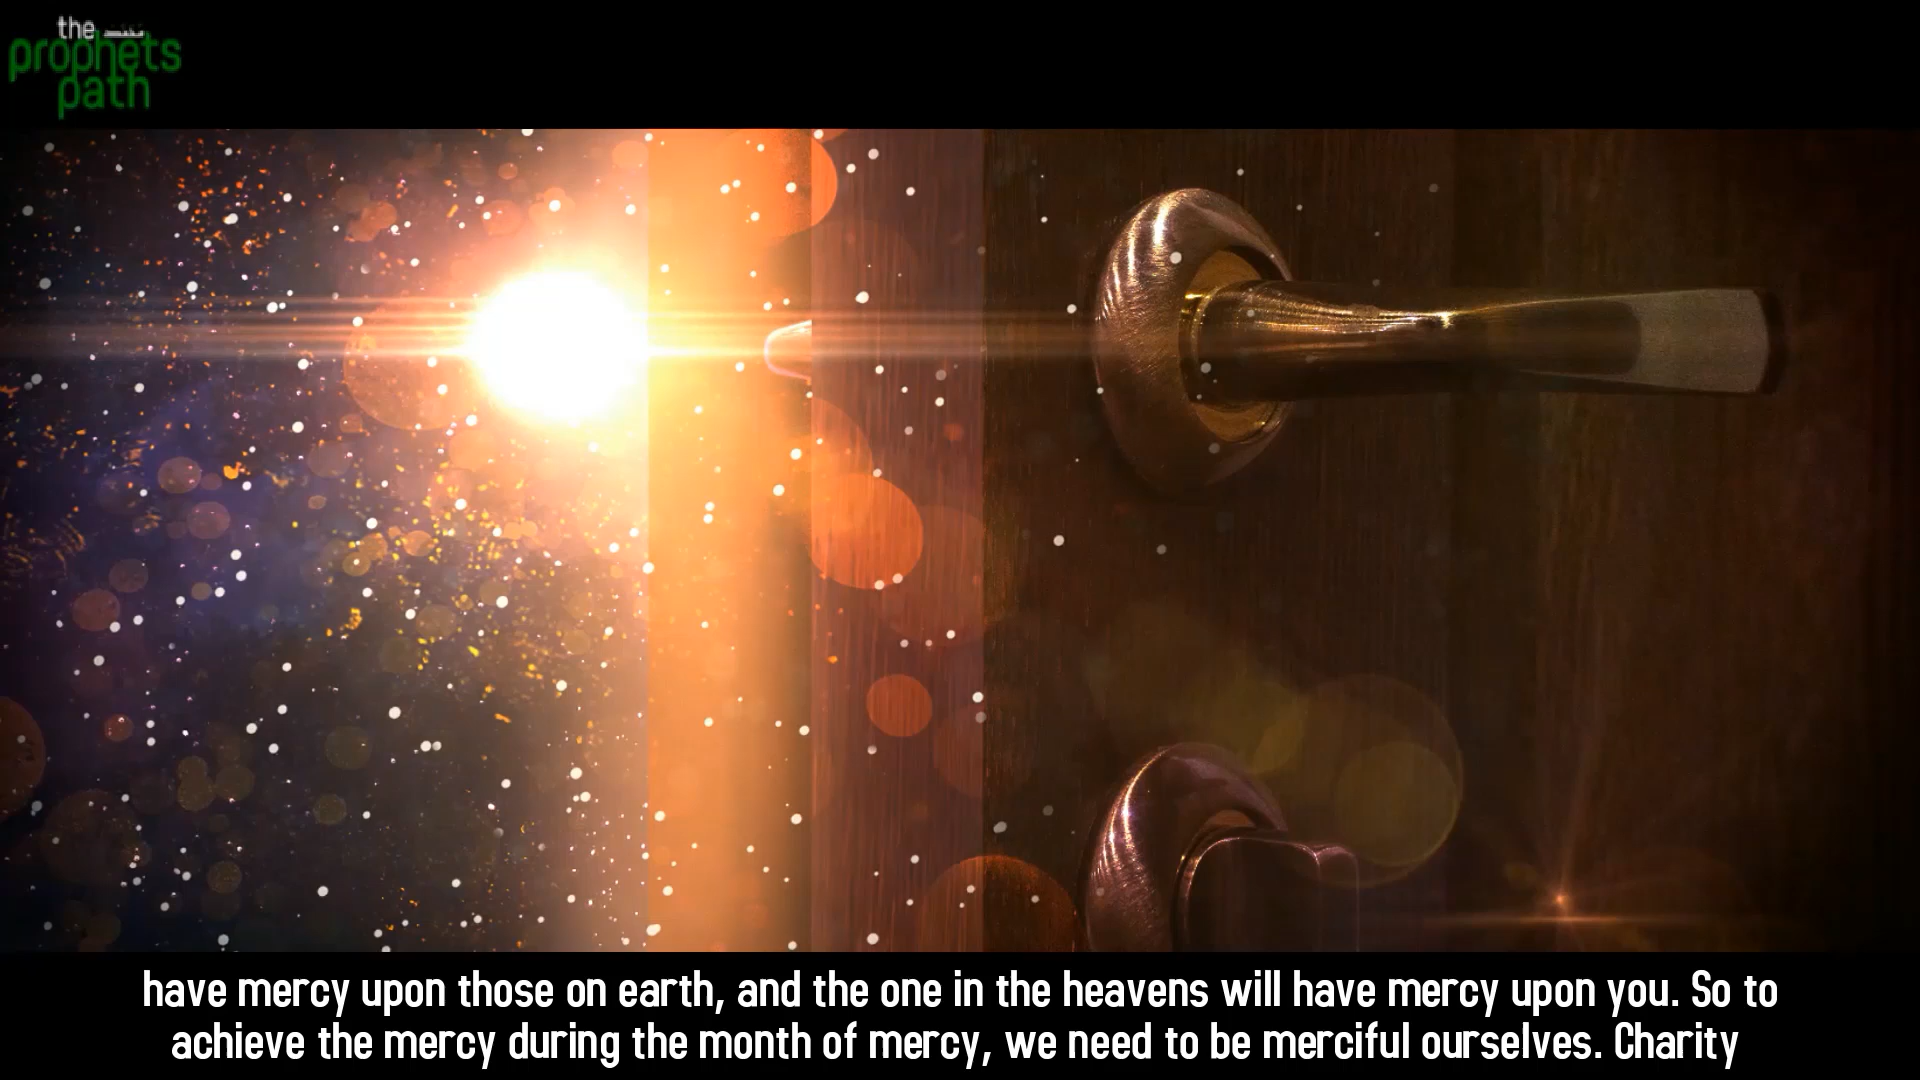 the
prophets
path
have mercy upon those on earth, and the one in the heavens will have mercy upon you. So to
achieve the mercy during the month of mercy, we need to be merciful ourselves. Charity